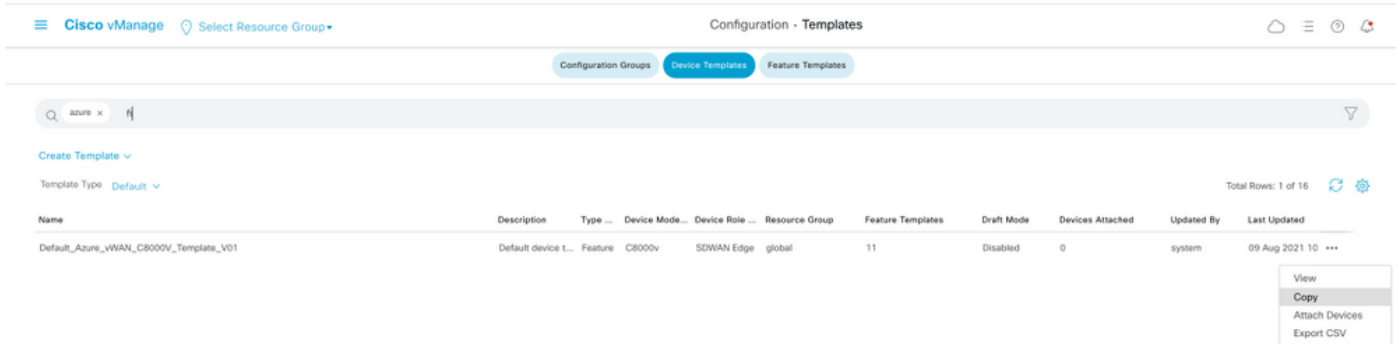 Cisco vManage Select Resource Group Configuration · Templates
Configuration Groups Device Templates Feature Templates
azure x fi
Create Template
Template Type Default Total Rows: 1 of 16
Name Description Type ... Device Mode... Device Role ... Resource Group Feature Templates Draft Mode Devices Attached Updated By Last Updated
Default_Azure_vWAN_C8000V_Template_V01 Default device t... Feature C8000v SDWAN Edge global 11 Disabled 0 system 09 Aug 2021 10 ...
View
Copy
Attach Devices
Export CSV